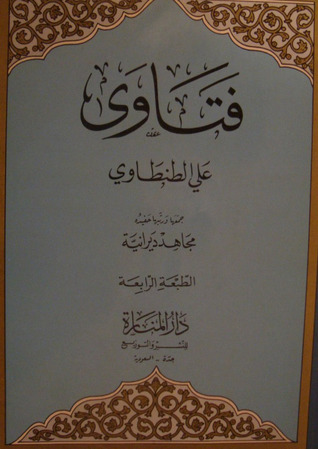 فتاوى
علي الطنطاوي
جمعها ورتبها حفيده
مجاهد ديرانية
الطبعة الرابعة
دار المنارة
للنشر والتوزيع
جدة - السعودية